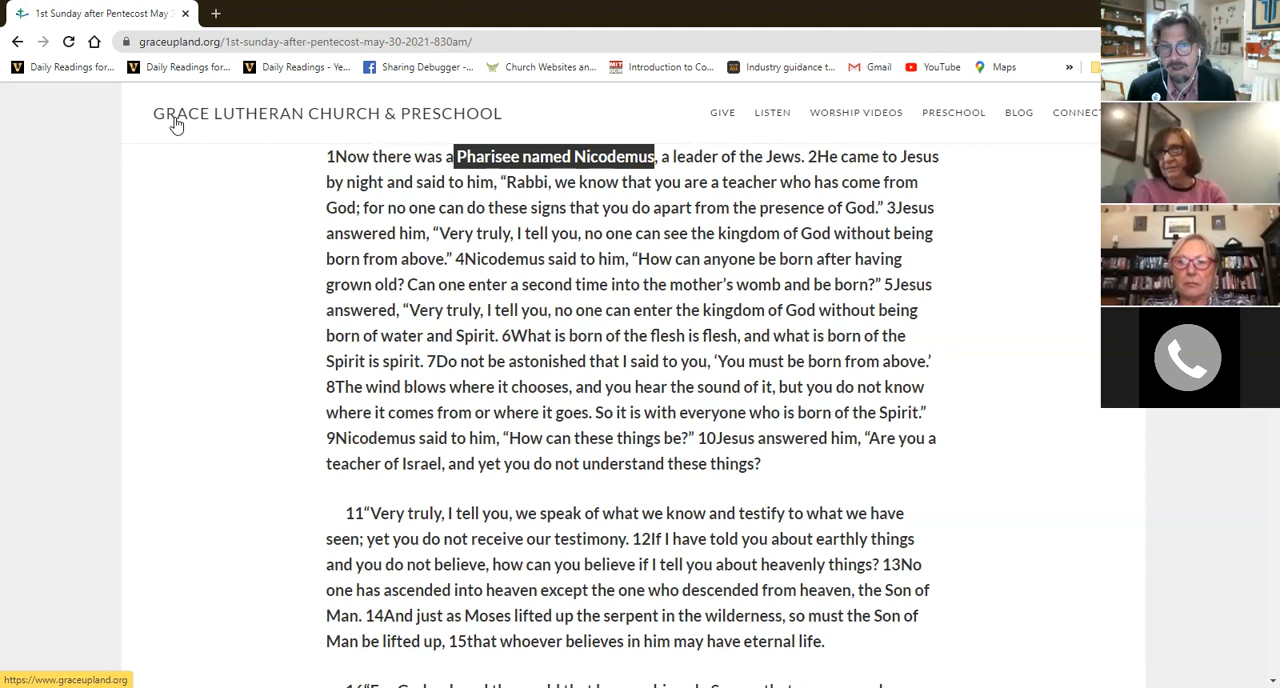 1st Sunday after Pentecost May
graceupland.org/1st-sunday-after-pentecost-may-30-2021-830am/
Daily Readings for...
Daily Readings for...
Daily Readings - Ye...
Sharing Debugger -...
Church Websites an...
Introduction to Co...
Industry guidance t...
Gmail
YouTube
Maps
»
GRACE LUTHERAN CHURCH & PRESCHOOL
GIVE
LISTEN
WORSHIP VIDEOS
PRESCHOOL
BLOG
CONNECT
1Now there was a Pharisee named Nicodemus, a leader of the Jews. 2He came to Jesus
by night and said to him, “Rabbi, we know that you are a teacher who has come from
God; for no one can do these signs that you do apart from the presence of God.” 3Jesus
answered him, “Very truly, I tell you, no one can see the kingdom of God without being
born from above.” 4Nicodemus said to him, “How can anyone be born after having
grown old? Can one enter a second time into the mother’s womb and be born?” 5Jesus
answered, “Very truly, I tell you, no one can enter the kingdom of God without being
born of water and Spirit. 6What is born of the flesh is flesh, and what is born of the
Spirit is spirit. 7Do not be astonished that I said to you, ‘You must be born from above.’
8The wind blows where it chooses, and you hear the sound of it, but you do not know
where it comes from or where it goes. So it is with everyone who is born of the Spirit.”
9Nicodemus said to him, “How can these things be?” 10Jesus answered him, “Are you a
teacher of Israel, and yet you do not understand these things?
11“Very truly, I tell you, we speak of what we know and testify to what we have
seen; yet you do not receive our testimony. 12If I have told you about earthly things
and you do not believe, how can you believe if I tell you about heavenly things? 13No
one has ascended into heaven except the one who descended from heaven, the Son of
Man. 14And just as Moses lifted up the serpent in the wilderness, so must the Son of
Man be lifted up, 15that whoever believes in him may have eternal life.
https://www.graceupland.org